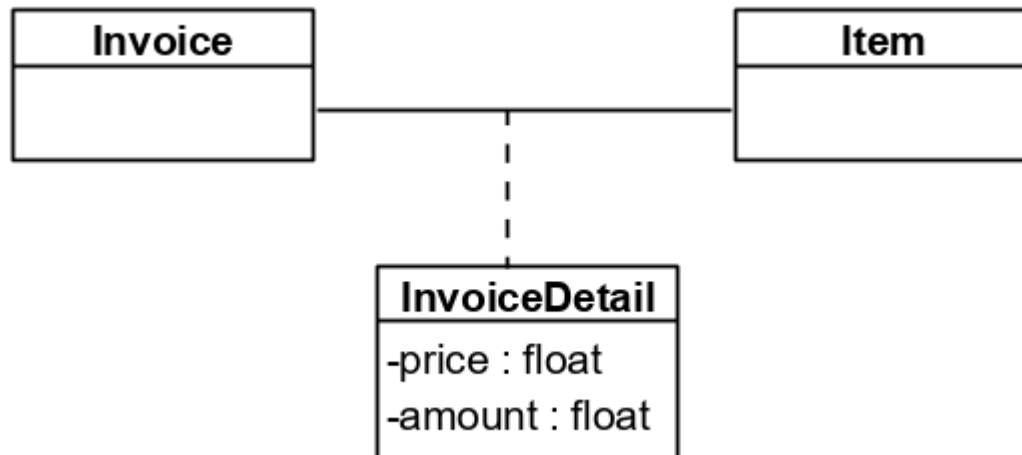 Invoice
Item
InvoiceDetail
-price : float
-amount : float